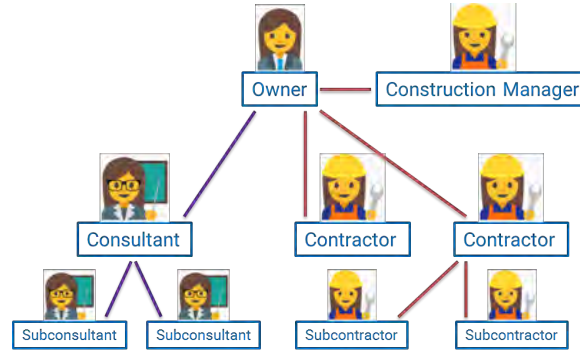 Owner
Construction Manager
Consultant
Contractor
Contractor
Subconsultant
Subconsultant
Subcontractor
Subcontractor